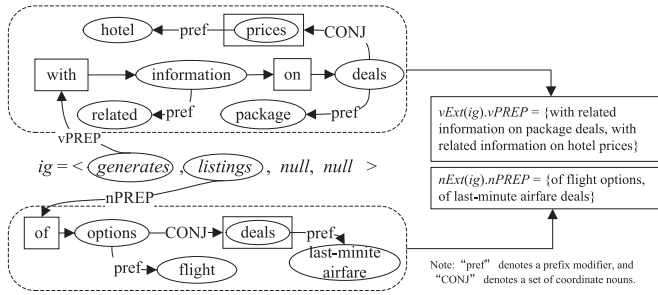 hotel pref prices CONJ
with information on deals
related pref package pref
vPREP
ig = < generates , listings , null, null >
nPREP
of options CONJ deals pref
pref flight last-minite
airfare
vExt(ig).vPREP = {with related
information on package deals, with
related information on hotel prices}
nExt(ig).nPREP = {of flight options,
of last-minute airfare deals}
Note: “pref” denotes a prefix modifier, and
“CONJ” denotes a set of coordinate nouns.